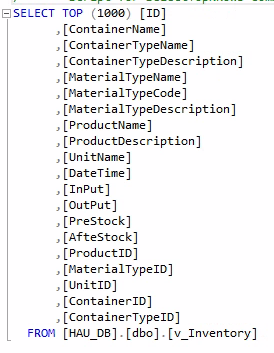 SELECT TOP (1000) [ID]
,[ContainerName]
,[ContainerTypeName]
,[ContainerTypeDescription]
,[MaterialTypeName]
,[MaterialTypeCode]
,[MaterialTypeDescription]
,[ProductName]
,[ProductDescription]
,[UnitName]
,[DateTime]
,[InPut]
,[OutPut]
,[PreStock]
,[AfteStock]
,[ProductID]
,[MaterialTypeID]
,[UnitID]
,[ContainerID]
,[ContainerTypeID]
FROM [HAU_DB].[dbo].[v_Inventory]